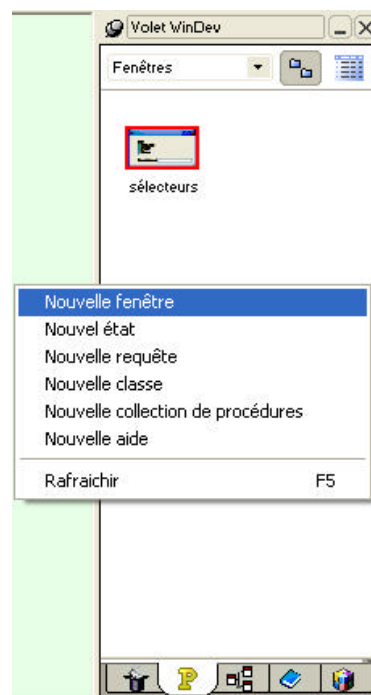 Volet WinDev
Fenêtres
sélecteurs
Nouvelle fenêtre
Nouvel état
Nouvelle requête
Nouvelle classe
Nouvelle collection de procédures
Nouvelle aide
Rafraichir F5
P